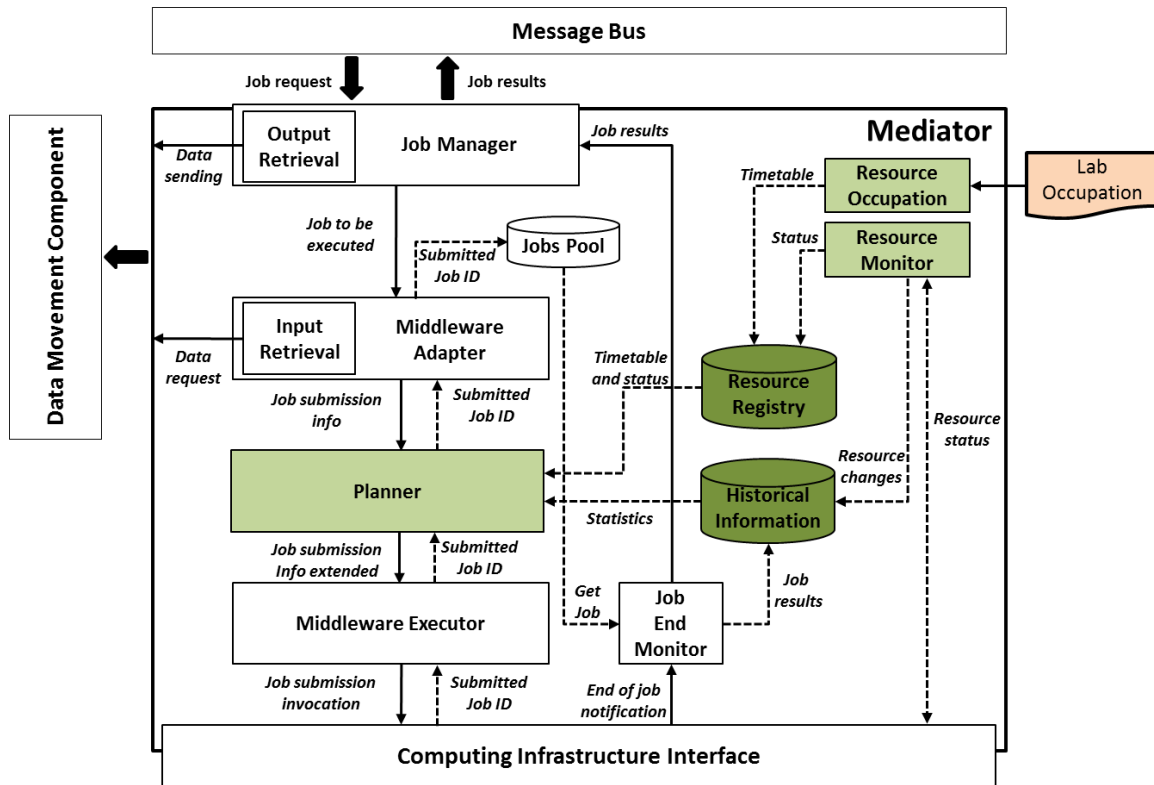 Message Bus
Job request
Job results
Mediator
Data Movement Component
Output
Retrieval
Job Manager
Data
sending
Job results
Timetable
Resource
Occupation
Lab
Occupation
Job to be
executed
Submitted
Job ID
Jobs Pool
Status
Resource
Monitor
Input
Retrieval
Middleware
Adapter
Data
request
Timetable
and status
Resource
Registry
Job submission
info
Submitted
Job ID
Resource
status
Resource
changes
Planner
Statistics
Historical
Information
Job submission
Info extended
Submitted
Job ID
Get
Job
Job
End
Monitor
Job
results
Middleware Executor
Job submission
invocation
Submitted
Job ID
End of job
notification
Computing Infrastructure Interface